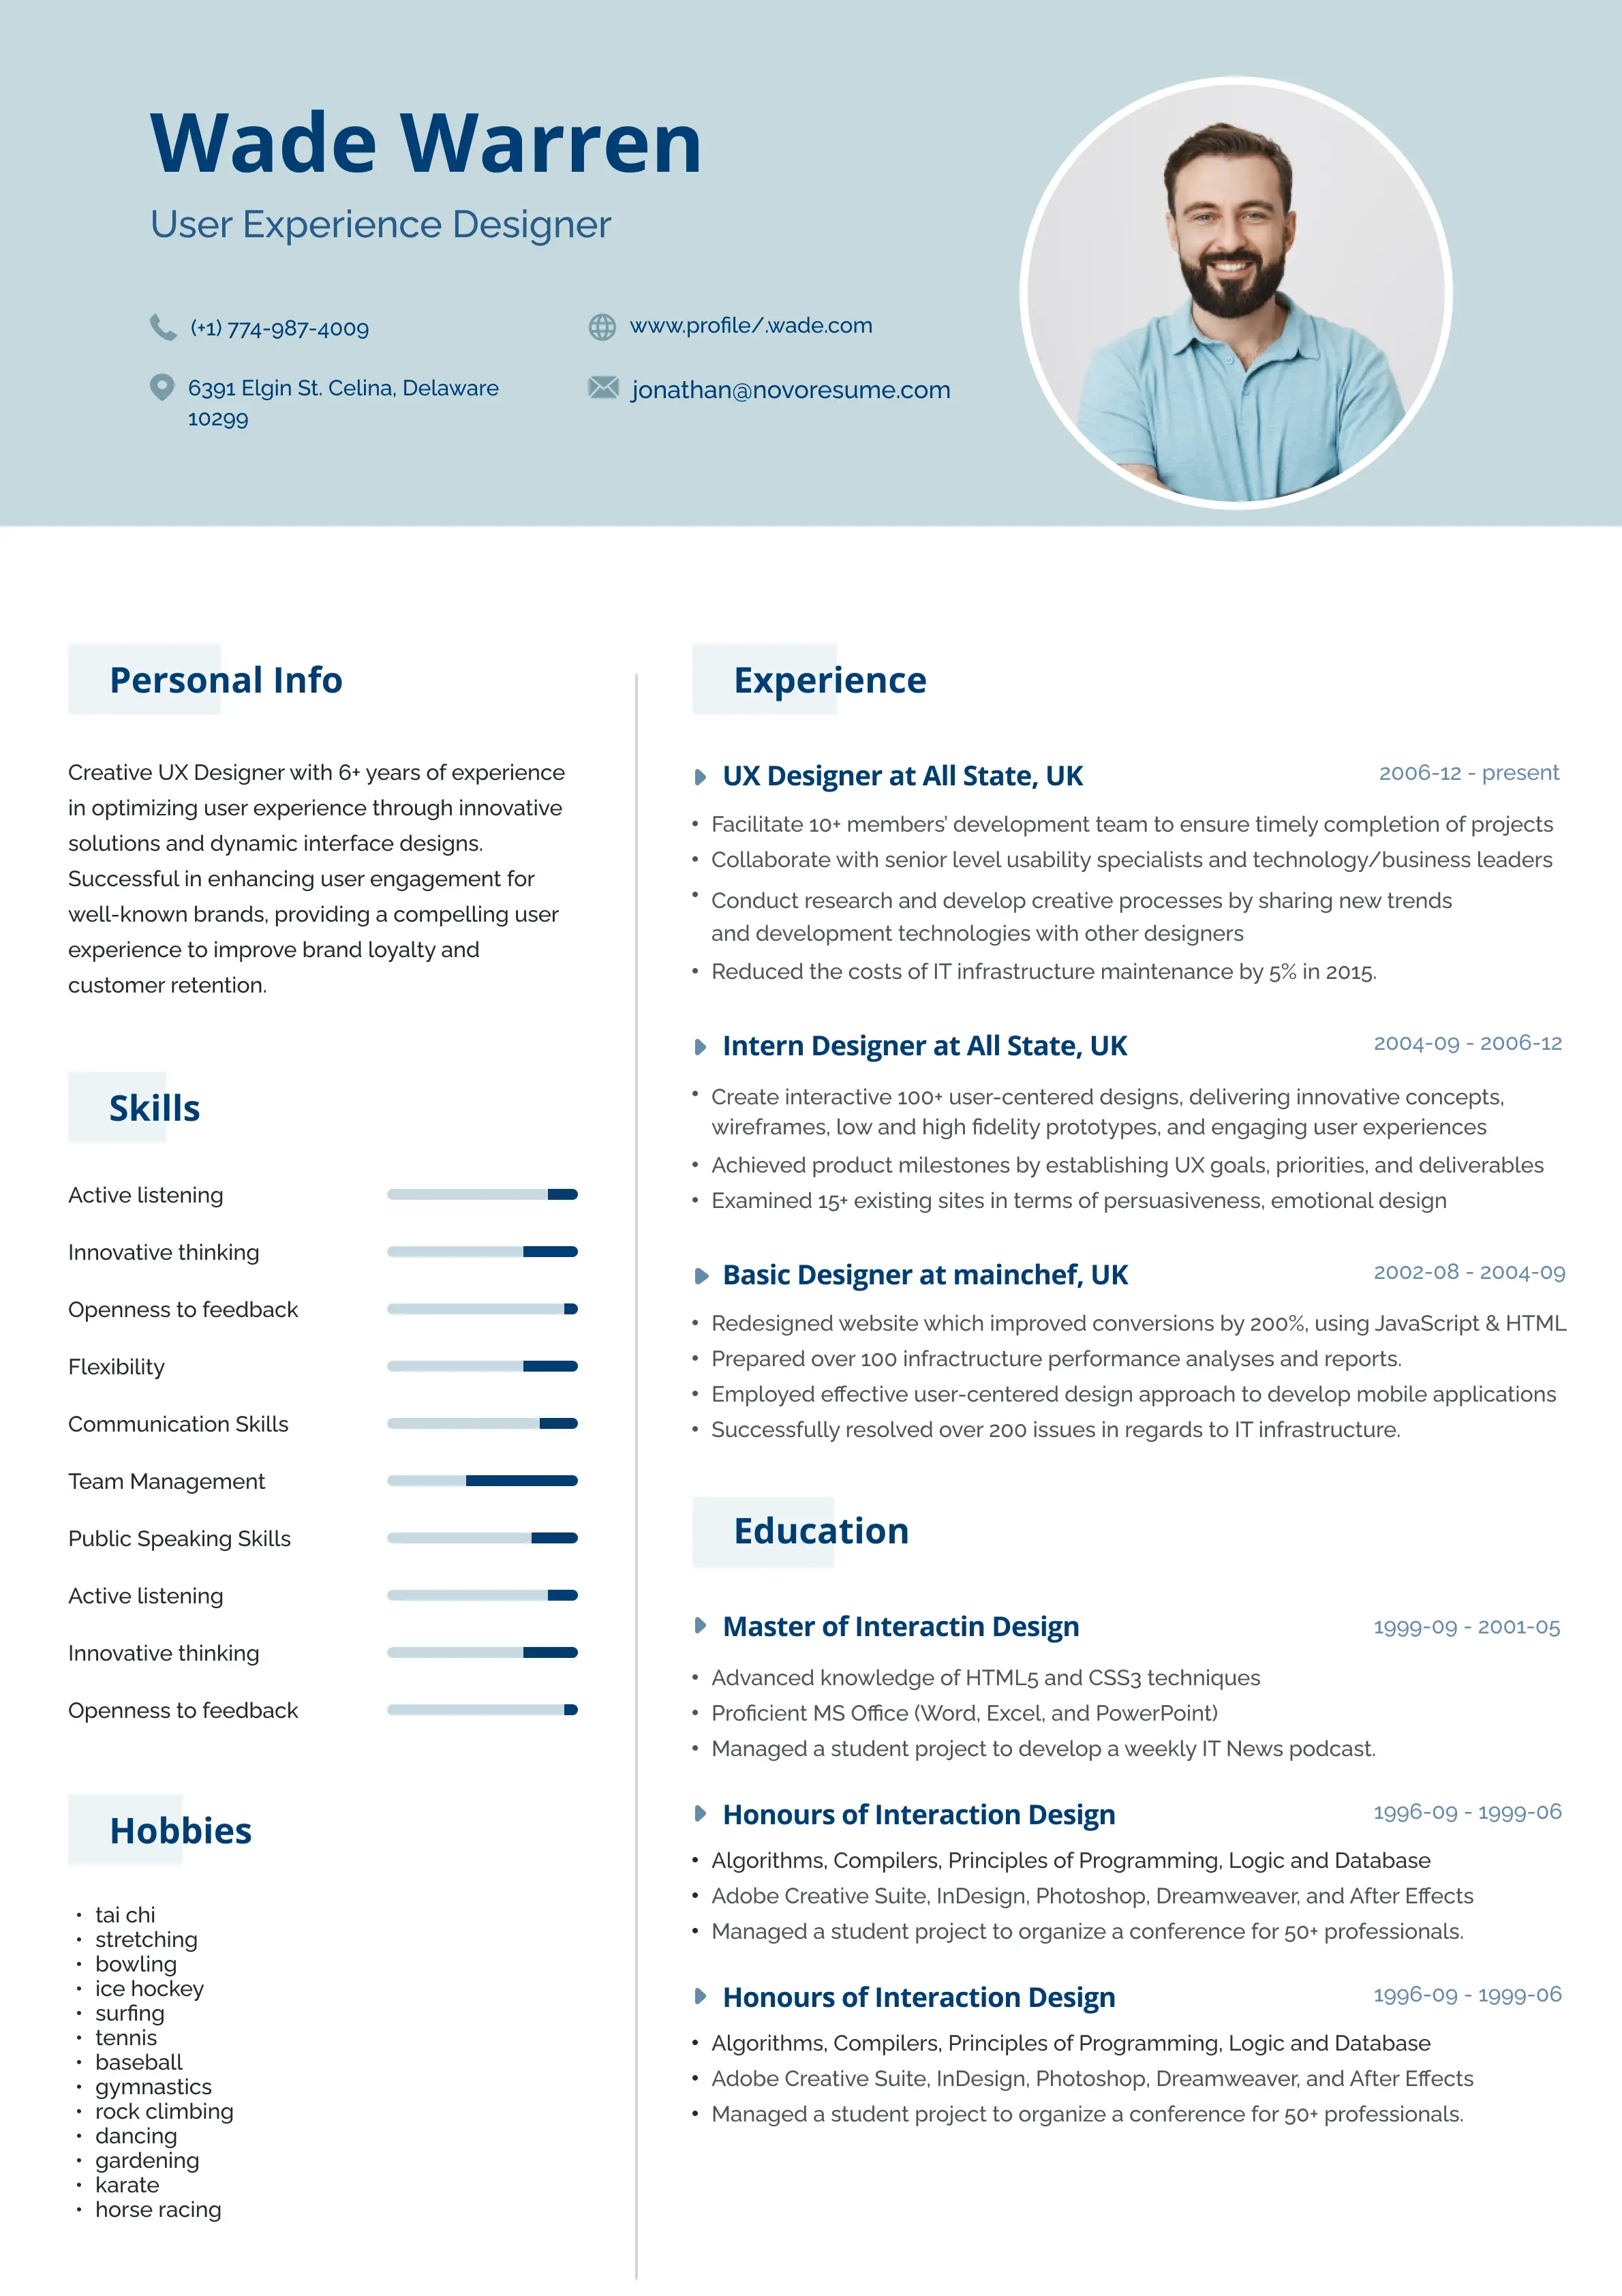 Wade Warren
User Experience Designer
(+1) 774-987-4009
www.profile/.wade.com
6391 Elgin St. Celina, Delaware
10299
jonathan@novoresume.com
Personal Info
Creative UX Designer with 6+ years of experience
in optimizing user experience through innovative
solutions and dynamic interface designs.
Successful in enhancing user engagement for
well-known brands, providing a compelling user
experience to improve brand loyalty and
customer retention.
Skills
Active listening
Innovative thinking
Openness to feedback
Flexibility
Communication Skills
Team Management
Public Speaking Skills
Active listening
Innovative thinking
Openness to feedback
Hobbies
• tai chi
• stretching
• bowling
• ice hockey
• surfing
• tennis
• baseball
• gymnastics
• rock climbing
• dancing
• gardening
• karate
• horse racing
Experience
UX Designer at All State, UK 2006-12 - present
• Facilitate 10+ members’ development team to ensure timely completion of projects
• Collaborate with senior level usability specialists and technology/business leaders
• Conduct research and develop creative processes by sharing new trends
and development technologies with other designers
• Reduced the costs of IT infrastructure maintenance by 5% in 2015.
Intern Designer at All State, UK 2004-09 - 2006-12
• Create interactive 100+ user-centered designs, delivering innovative concepts,
wireframes, low and high fidelity prototypes, and engaging user experiences
• Achieved product milestones by establishing UX goals, priorities, and deliverables
• Examined 15+ existing sites in terms of persuasiveness, emotional design
Basic Designer at mainchef, UK 2002-08 - 2004-09
• Redesigned website which improved conversions by 200%, using JavaScript & HTML
• Prepared over 100 infractructure performance analyses and reports.
• Employed effective user-centered design approach to develop mobile applications
• Successfully resolved over 200 issues in regards to IT infrastructure.
Education
Master of Interactin Design 1999-09 - 2001-05
• Advanced knowledge of HTML5 and CSS3 techniques
• Proficient MS Office (Word, Excel, and PowerPoint)
• Managed a student project to develop a weekly IT News podcast.
Honours of Interaction Design 1996-09 - 1999-06
• Algorithms, Compilers, Principles of Programming, Logic and Database
• Adobe Creative Suite, InDesign, Photoshop, Dreamweaver, and After Effects
• Managed a student project to organize a conference for 50+ professionals.
Honours of Interaction Design 1996-09 - 1999-06
• Algorithms, Compilers, Principles of Programming, Logic and Database
• Adobe Creative Suite, InDesign, Photoshop, Dreamweaver, and After Effects
• Managed a student project to organize a conference for 50+ professionals.